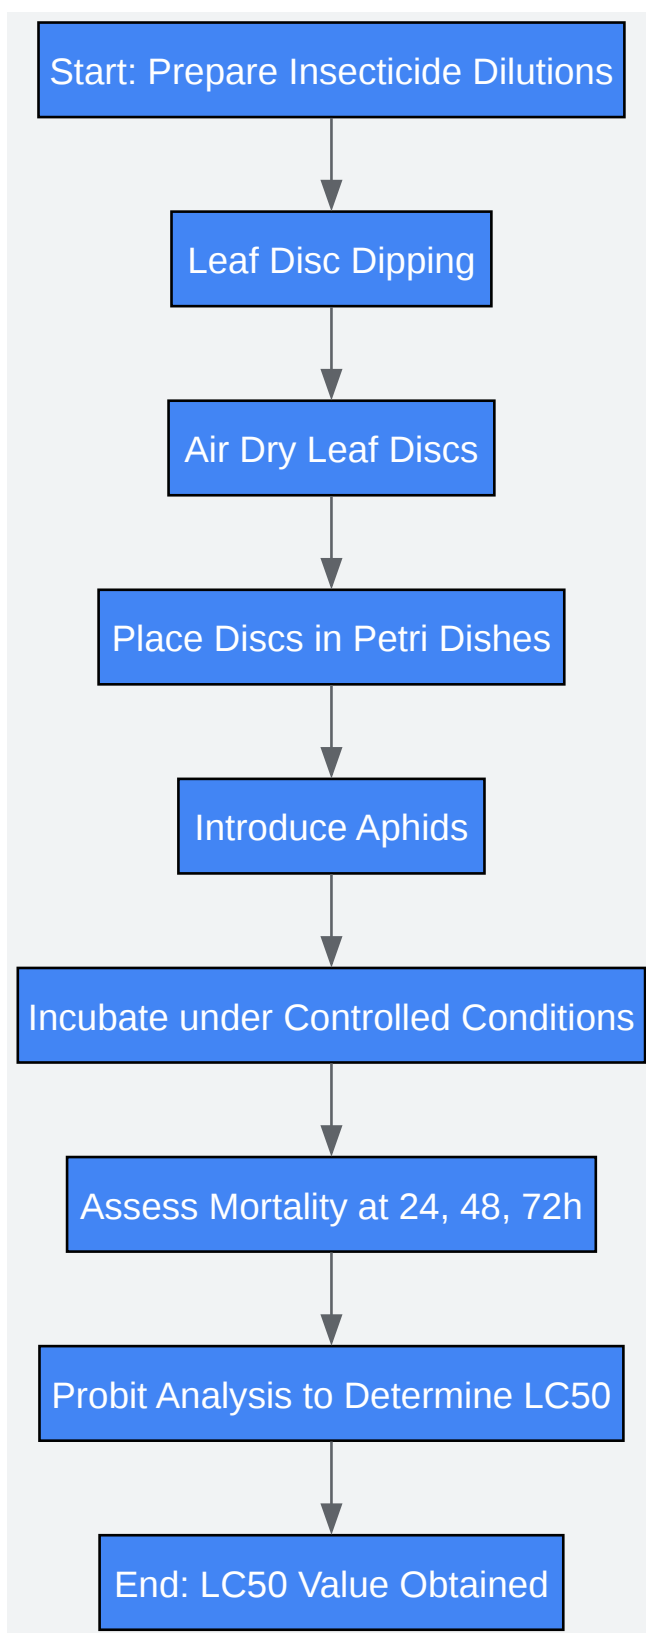 Start: Prepare Insecticide Dilutions
Leaf Disc Dipping
Air Dry Leaf Discs
Place Discs in Petri Dishes
Introduce Aphids
Incubate under Controlled Conditions
Assess Mortality at 24, 48, 72h
Probit Analysis to Determine LC50
End: LC50 Value Obtained